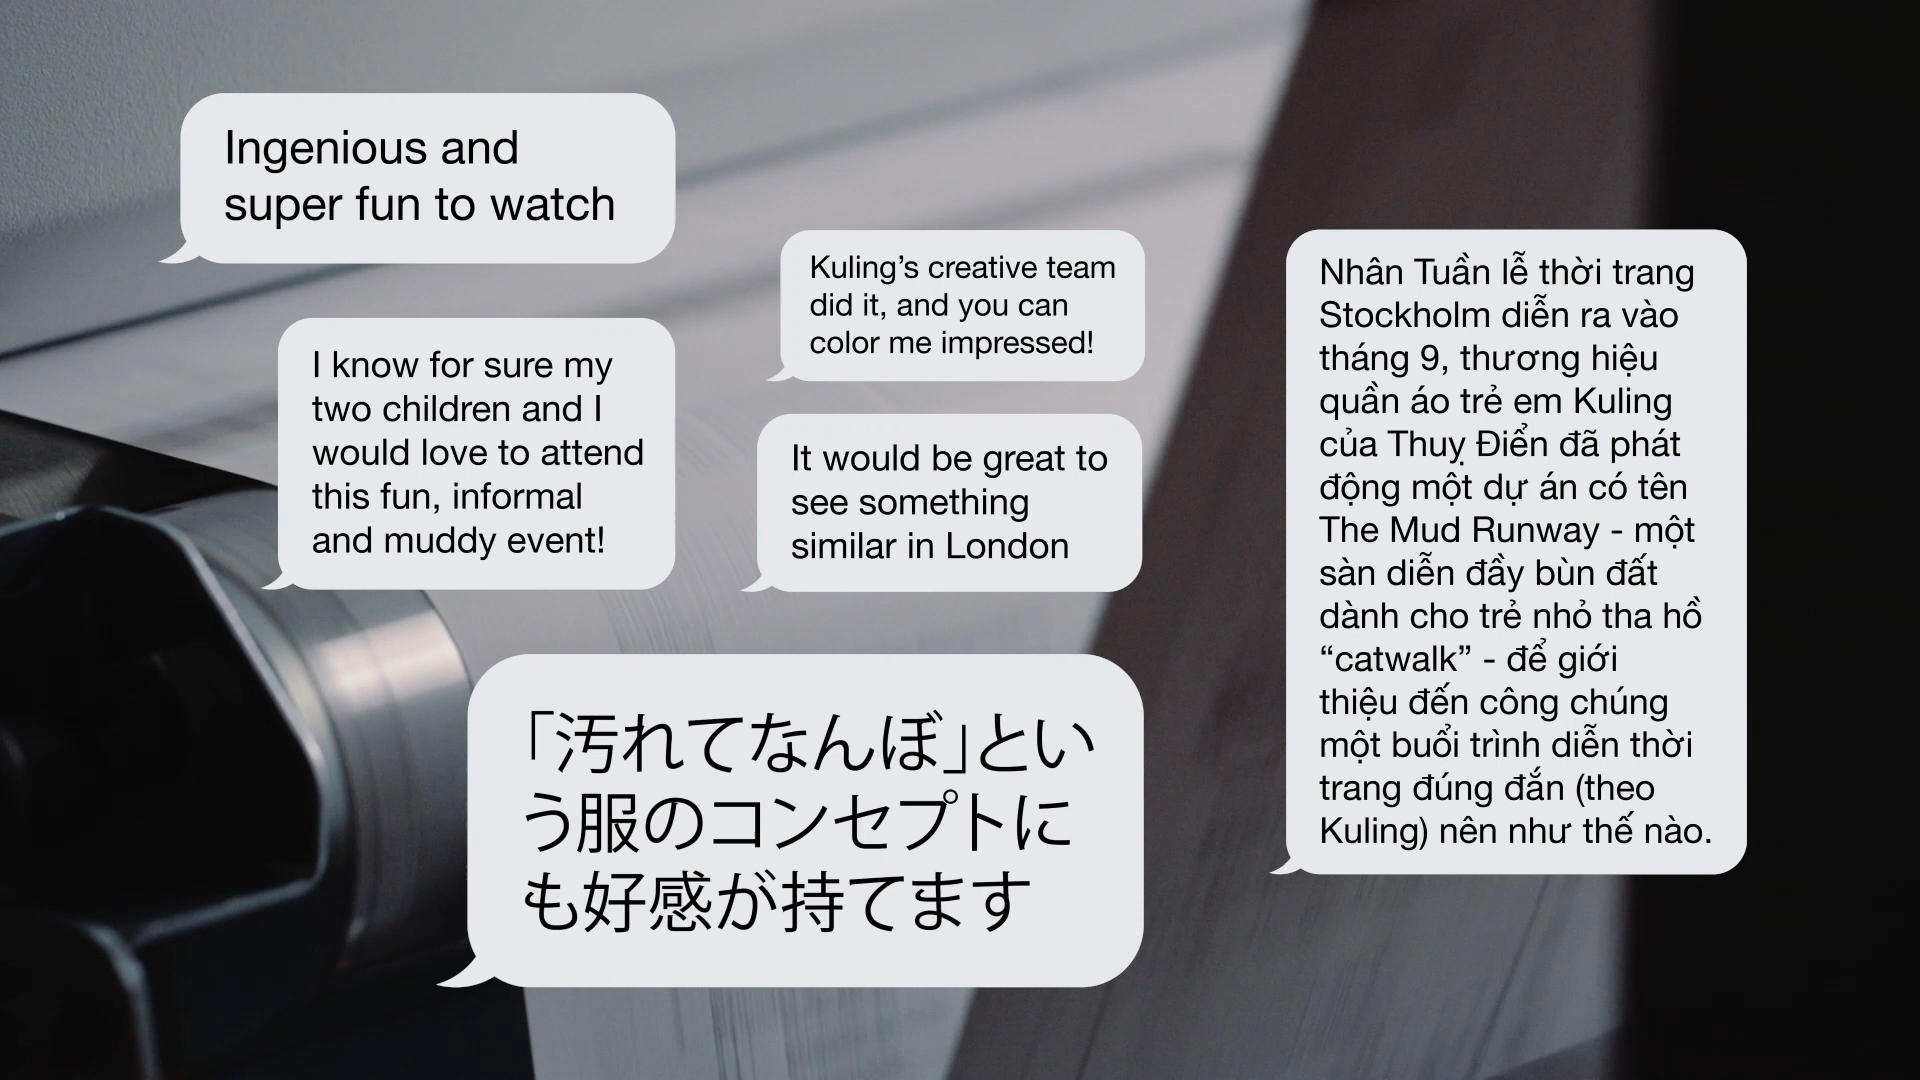 Ingenious and
super fun to watch
I know for sure my
two children and I
would love to attend
this fun, informal
and muddy event!
Kuling’s creative team
did it, and you can
color me impressed!
It would be great to
see something
similar in London
「汚れてなんぼ」とい
う服のコンセプトに
も好感が持てます
Nhân Tuần lễ thời trang
Stockholm diễn ra vào
tháng 9, thương hiệu
quần áo trẻ em Kuling
của Thuỵ Điển đã phát
động một dự án có tên
The Mud Runway - một
sàn diễn đầy bùn đất
dành cho trẻ nhỏ tha hồ
“catwalk” - để giới
thiệu đến công chúng
một buổi trình diễn thời
trang đúng đắn (theo
Kuling) nên như thế nào.